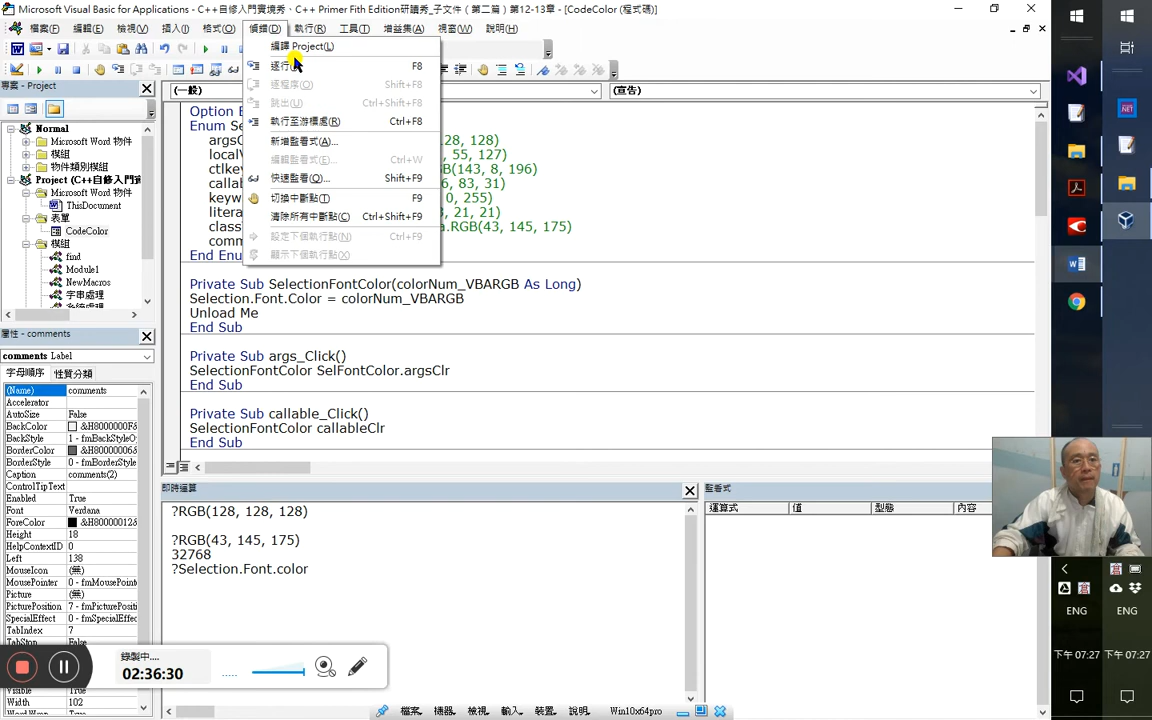 Microsoft Visual Basic for Applications - C++自修入門實境秀、C++ Primer Fith Edition研讀秀_子文件（第二篇）第12-13章 - [CodeColor (程式碼)]
檔案(F) 編輯(E) 檢視(V) 插入(I) 格式(O) 偵錯(D) 執行(R) 工具(T) 增益集(A) 視窗(W) 說明(H)
編譯 Project(L)
逐行 F8
逐程序(O) Shift+F8
跳出(U) Ctrl+Shift+F8
執行至游標處(R) Ctrl+F8
新增監看式(A)...
編輯監看式(E)... Ctrl+W
快速監看(Q)... Shift+F9
切換中斷點(T) F9
清除所有中斷點(C) Ctrl+Shift+F9
設定下個執行點(N) Ctrl+F9
顯示下個執行點(X)
專案 - Project
Normal
Microsoft Word 物件
模組
物件類別模組
Project (C++自修入門實
Microsoft Word 物件
ThisDocument
表單
CodeColor
模組
find
Module1
NewMacros
字串處理
屬性 - comments
comments Label
字母順序 性質分類
(Name) comments
Accelerator
AutoSize False
BackColor &H8000000F&
BackStyle 1 - fmBackStyleO
BorderColor &H80000006&
BorderStyle 0 - fmBorderStyle
Caption comments(2)
ControlTipText
Enabled True
Font Verdana
ForeColor &H80000012&
Height 18
HelpContextID 0
Left 138
MouseIcon (無)
MousePointer 0 - fmMousePoin
Picture (無)
PicturePosition 7 - fmPicturePositi
SpecialEffect 0 - fmSpecialEffect
TabIndex 7
TabStop False
Visible True
Width 102
(一般) (宣告)
Option E
Enum Se
args
128, 128)
local
, 55, 127)
ctlkey
B(143, 8, 196)
calla
6, 83, 31)
keyw
0, 255)
litera
3, 21, 21)
class
a.RGB(43, 145, 175)
comm
End Enu
Private Sub SelectionFontColor(colorNum_VBARGB As Long)
Selection.Font.Color = colorNum_VBARGB
Unload Me
End Sub
Private Sub args_Click()
SelectionFontColor SelFontColor.argsClr
End Sub
Private Sub callable_Click()
SelectionFontColor callableClr
End Sub
即時運算
?RGB(128, 128, 128)
?RGB(43, 145, 175)
32768
?Selection.Font.color
監看式
運算式 值 型態 內容
錄製中....
02:36:30
檔案 機器 檢視 輸入 裝置 說明 Win10x64pro
.NET
ENG ENG
下午 07:27 下午 07:27